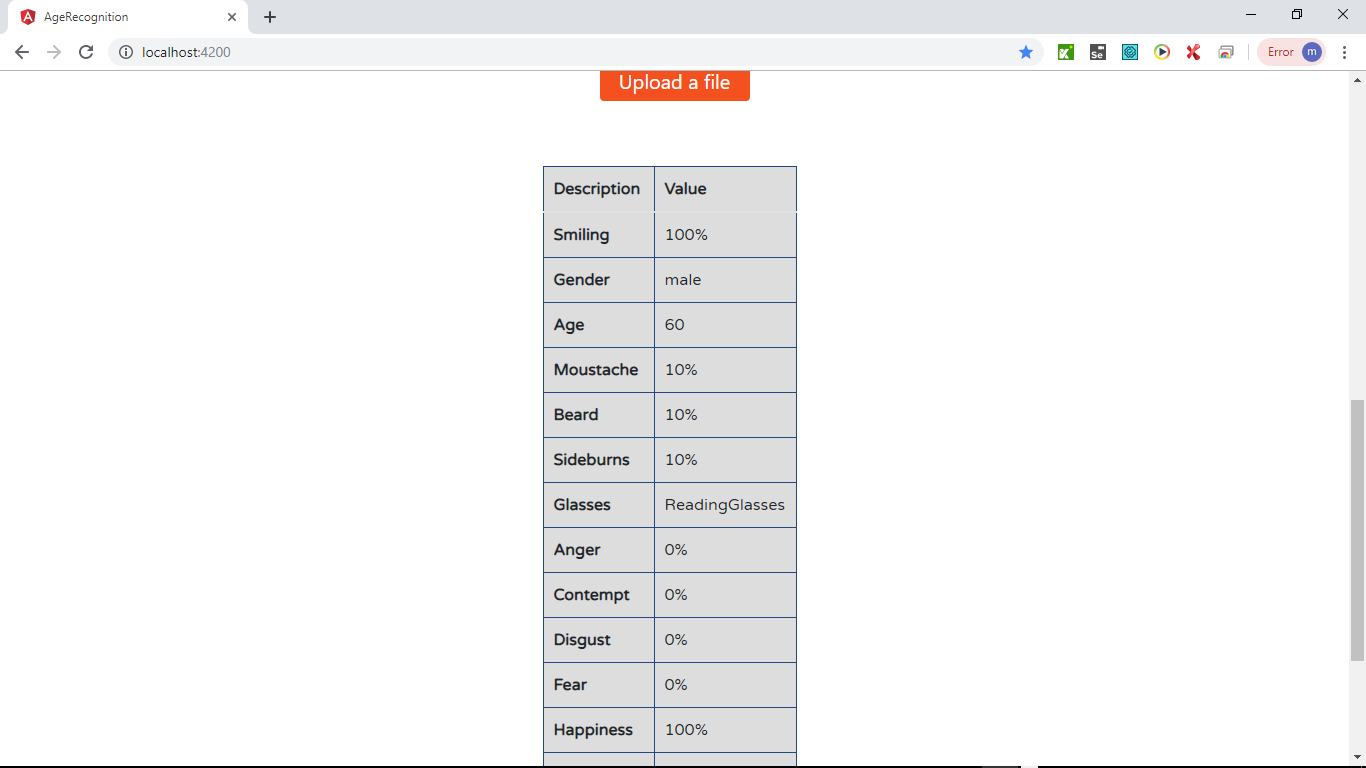 AgeRecognition
localhost:4200
Se
Error m
Upload a file
Description Value
Smiling 100%
Gender male
Age 60
Moustache 10%
Beard 10%
Sideburns 10%
Glasses ReadingGlasses
Anger 0%
Contempt 0%
Disgust 0%
Fear 0%
Happiness 100%